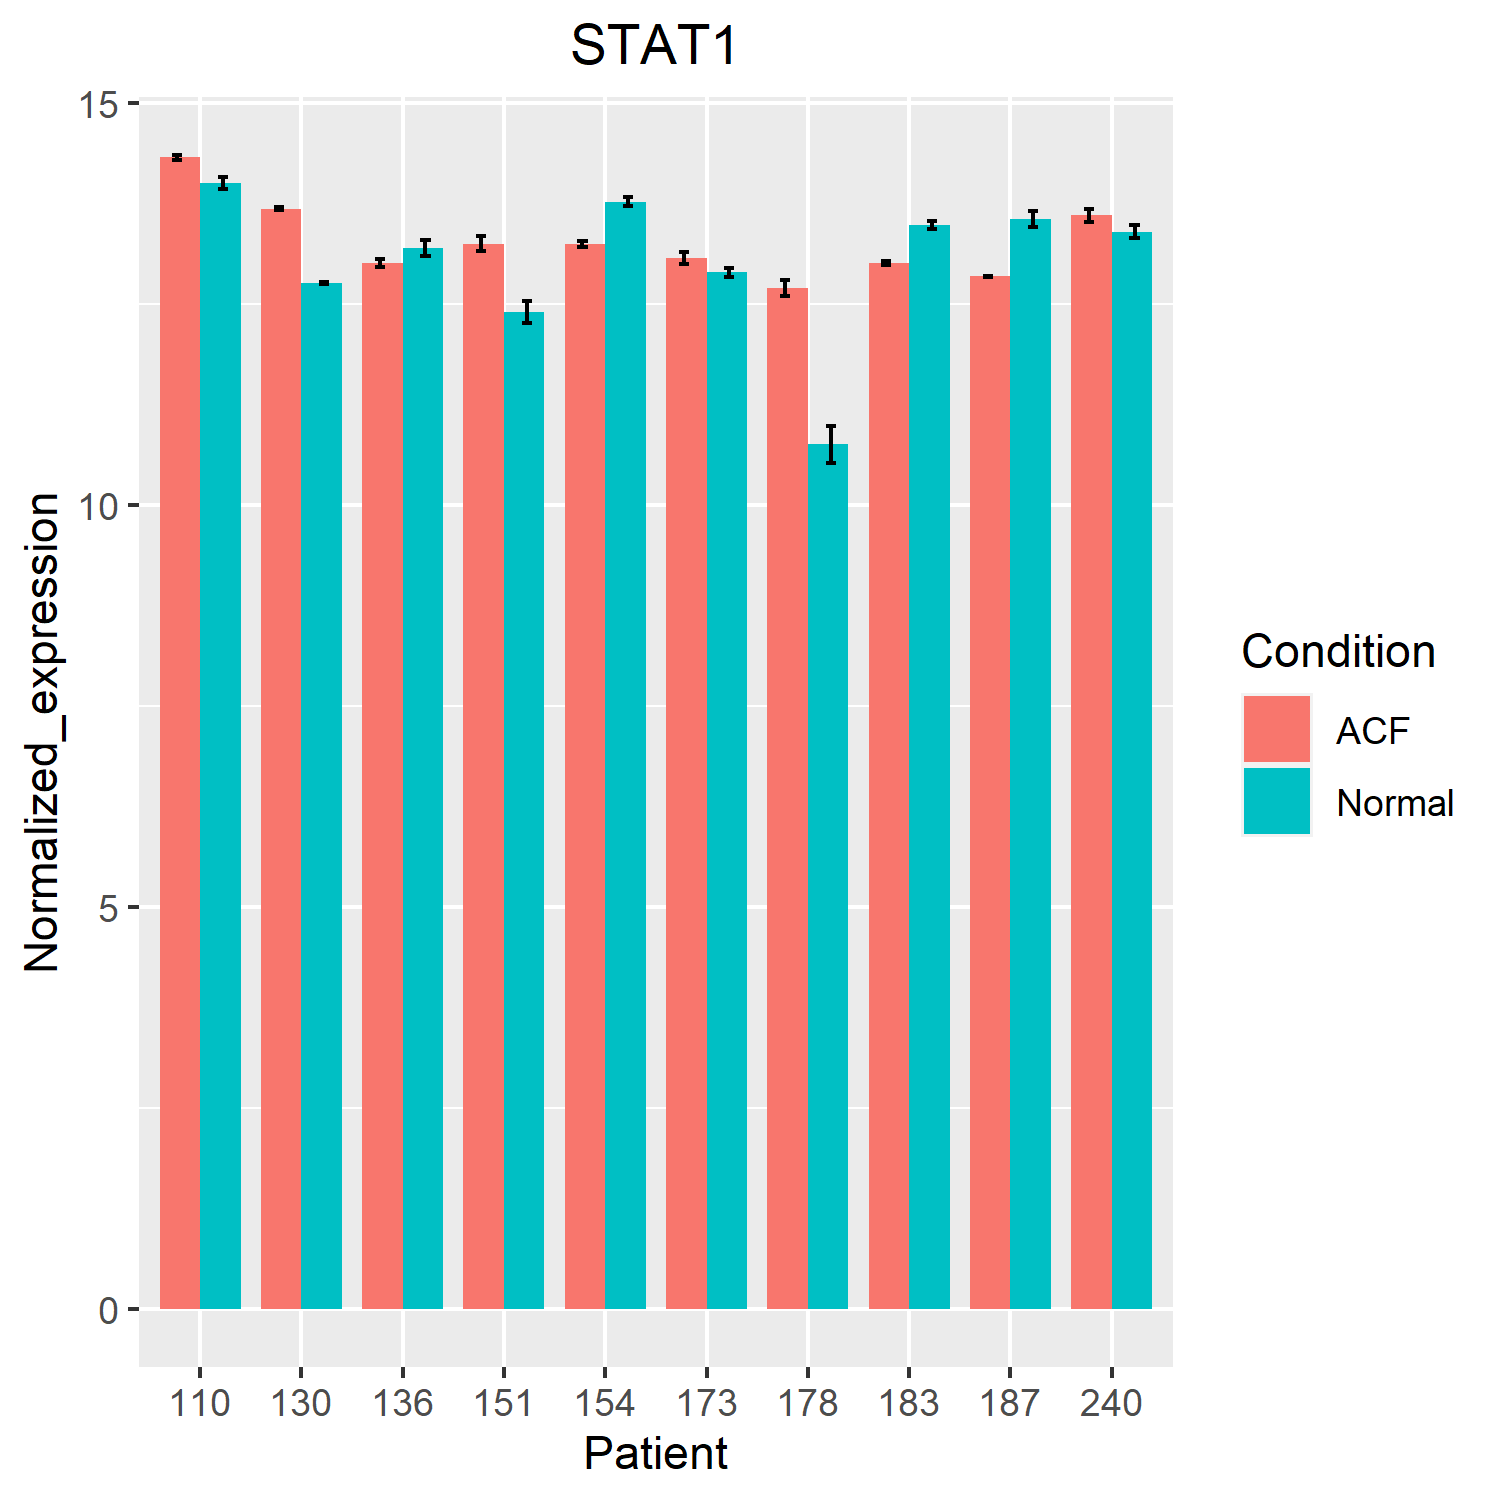 STAT1
15
10
5
0
Normalized_expression
110 130 136 151 154 173 178 183 187 240
Patient
Condition
ACF
Normal